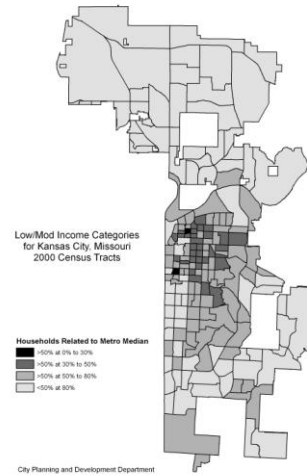 Low/Mod Income Categories
for Kansas City, Missouri
2000 Census Tracts
Households Related to Metro Median
>50% at 0% to 30%
>50% at 30% to 50%
>50% at 50% to 80%
<50% at 80%
City Planning and Development Department